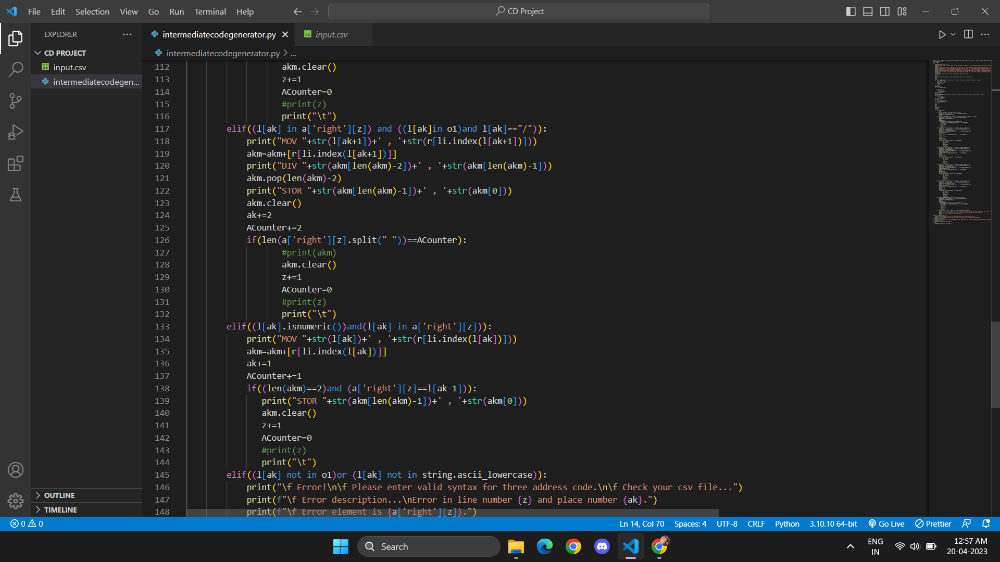 File Edit Selection View Go Run Terminal Help
CD Project
EXPLORER
CD PROJECT
input.csv
intermediatecodegen...
OUTLINE
TIMELINE
intermediatecodegenerator.py
input.csv
intermediatecodegenerator.py > ...
112 akm.clear()
113 z+=1
114 ACounter=0
115 #print(z)
116 print("\t")
117 elif((l[ak] in a['right'][z]) and ((l[ak]in o1)and l[ak]=="/")):
118 print("MOV "+str(l[ak+1])+' , '+str(r[li.index(l[ak+1])]))
119 akm=akm+[r[li.index(l[ak+1])]]
120 print("DIV "+str(akm[len(akm)-2])+' , '+str(akm[len(akm)-1]))
121 akm.pop(len(akm)-2)
122 print("STOR "+str(akm[len(akm)-1])+' , '+str(akm[0]))
123 akm.clear()
124 ak+=2
125 ACounter+=2
126 if(len(a['right'][z].split(" "))==ACounter):
127 #print(akm)
128 akm.clear()
129 z+=1
130 ACounter=0
131 #print(z)
132 print("\t")
133 elif((l[ak].isnumeric())and(l[ak] in a['right'][z])):
134 print("MOV "+str(l[ak])+' , '+str(r[li.index(l[ak])]))
135 akm=akm+[r[li.index(l[ak])]]
136 ak+=1
137 ACounter+=1
138 if((len(akm)==2)and (a['right'][z]==l[ak-1])):
139 print("STOR "+str(akm[len(akm)-1])+' , '+str(akm[0]))
140 akm.clear()
141 z+=1
142 ACounter=0
143 #print(z)
144 print("\t")
145 elif((l[ak] not in o1)or (l[ak] not in string.ascii_lowercase)):
146 print("\f Error!\n\f Please enter valid syntax for three address code.\n\f Check your csv file...")
147 print(f"\f Error description...\nError in line number {z} and place number {ak}.")
148 print(f"\f Error element is {a['right'][z]}.")
0 0
Ln 14, Col 70 Spaces: 4 UTF-8 CRLF Python 3.10.10 64-bit Go Live Prettier
Search
ENG
IN
12:57 AM
20-04-2023